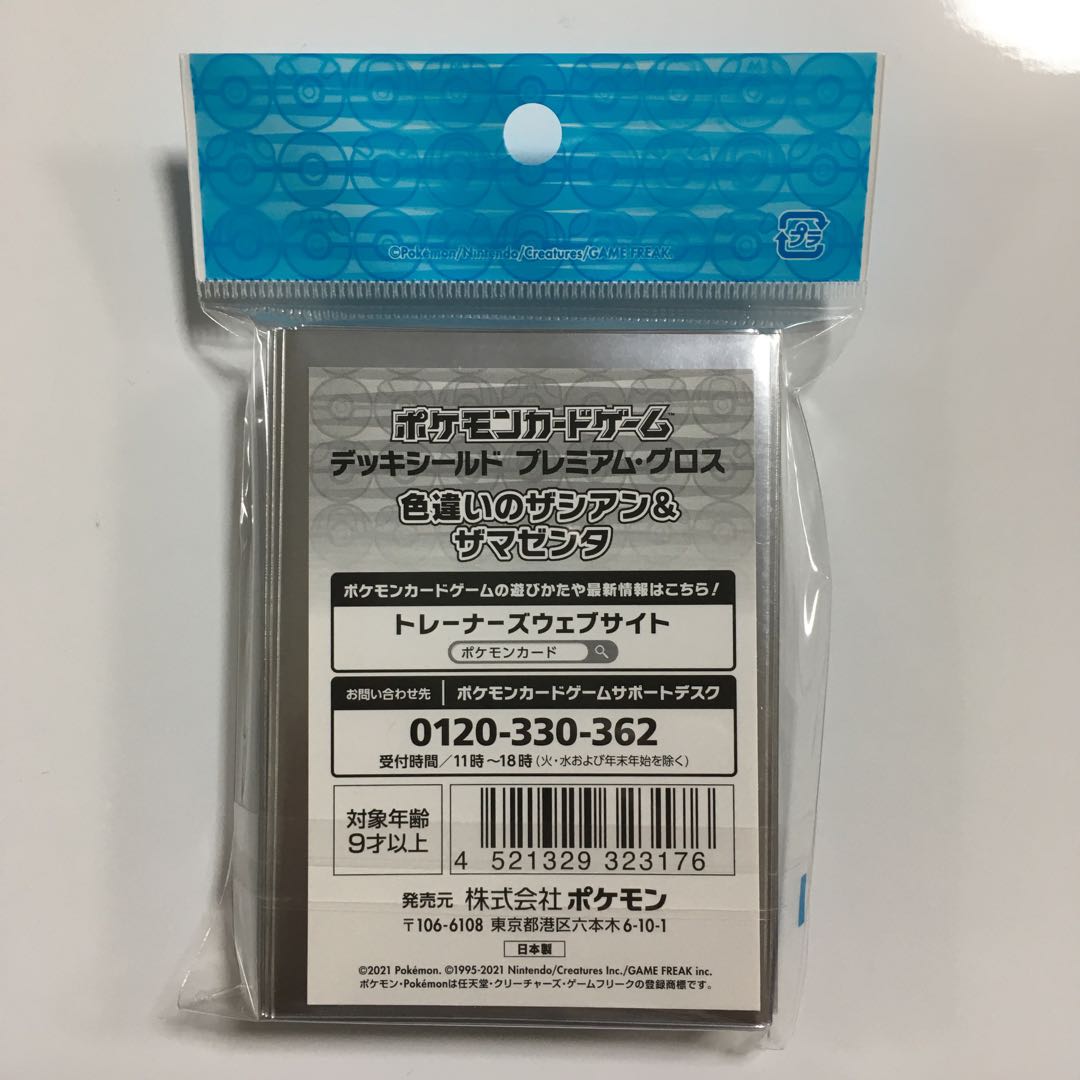 ©Pokémon/Nintendo/Creatures/GAME FREAK.
プラ
ポケモンカードゲーム™
デッキシールド プレミアム・グロス
色違いのザシアン&
ザマゼンタ
ポケモンカードゲームの遊びかたや最新情報はこちら!
トレーナーズウェブサイト
ポケモンカード
お問い合わせ先 ポケモンカードゲームサポートデスク
0120-330-362
受付時間/11時〜18時(火・水および年末年始を除く)
対象年齢
9才以上
4 521329 323176
発売元 株式会社ポケモン
〒106-6108 東京都港区六本木6-10-1
日本製
©2021 Pokémon. ©1995-2021 Nintendo/Creatures Inc./GAME FREAK inc.
ポケモン・Pokémonは任天堂・クリーチャーズ・ゲームフリークの登録商標です。